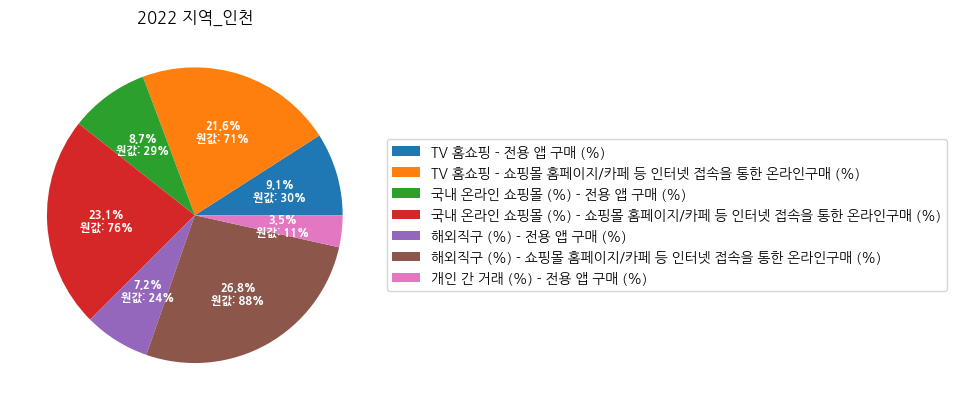 2022 지역_인천
21.6%
원값: 71%
8.7%
원값: 29%
9.1%
원값: 30%
23.1%
원값: 76%
3.5%
원값: 11%
7.2%
원값: 24%
26.8%
원값: 88%
TV 홈쇼핑 - 전용 앱 구매 (%)
TV 홈쇼핑 - 쇼핑몰 홈페이지/카페 등 인터넷 접속을 통한 온라인구매 (%)
국내 온라인 쇼핑몰 (%) - 전용 앱 구매 (%)
국내 온라인 쇼핑몰 (%) - 쇼핑몰 홈페이지/카페 등 인터넷 접속을 통한 온라인구매 (%)
해외직구 (%) - 전용 앱 구매 (%)
해외직구 (%) - 쇼핑몰 홈페이지/카페 등 인터넷 접속을 통한 온라인구매 (%)
개인 간 거래 (%) - 전용 앱 구매 (%)